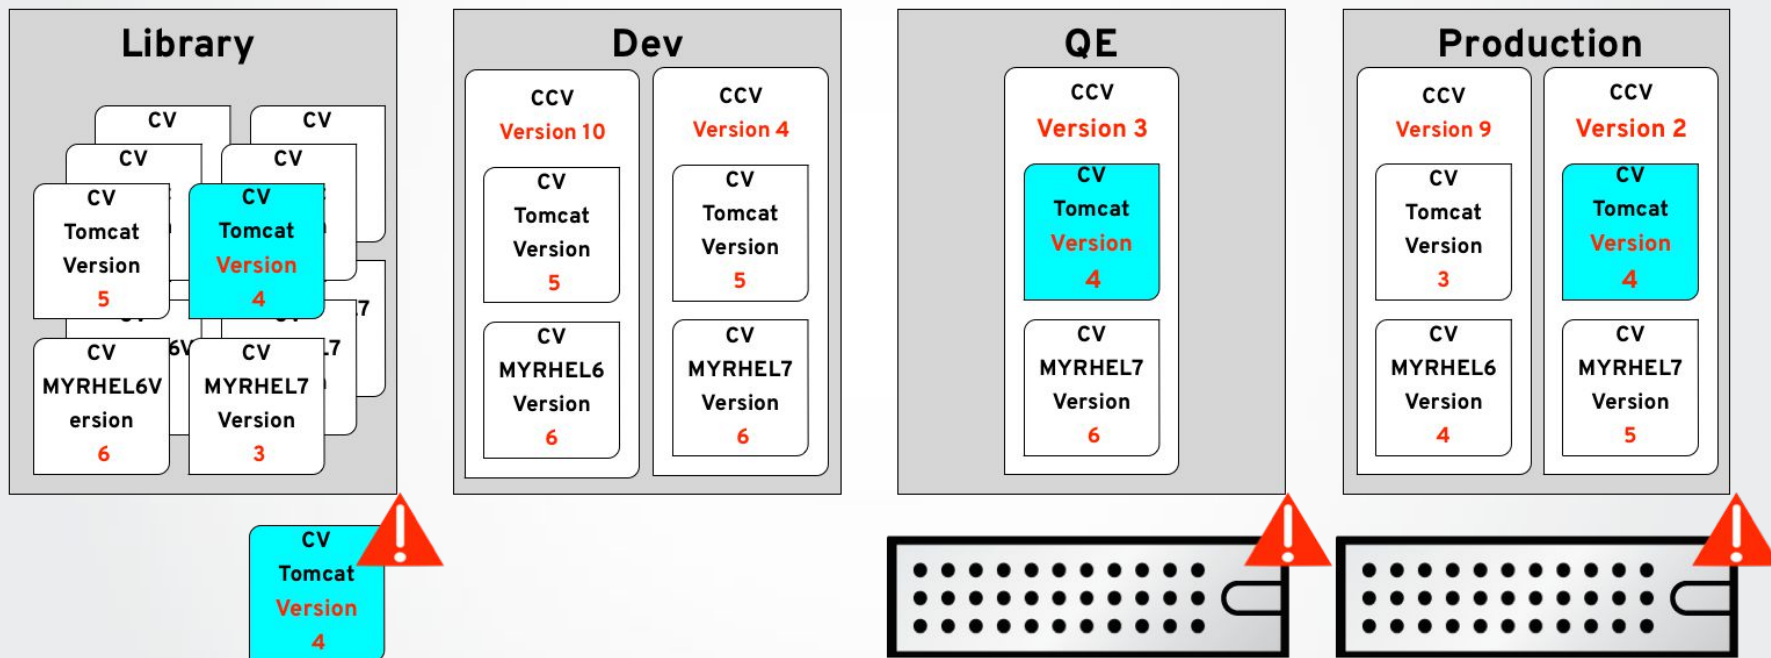 Library
CV
CV
CV
CV
CV
Tomcat
Version
5
CV
Tomcat
Version
4
CV
MYRHEL6V
ersion
6
CV
MYRHEL7
Version
3
CV
Tomcat
Version
4
Dev
CCV
Version 10
CV
Tomcat
Version
5
CV
MYRHEL6
Version
6
CCV
Version 4
CV
Tomcat
Version
5
CV
MYRHEL7
Version
6
QE
CCV
Version 3
CV
Tomcat
Version
4
CV
MYRHEL7
Version
6
Production
CCV
Version 9
CV
Tomcat
Version
3
CV
MYRHEL6
Version
4
CCV
Version 2
CV
Tomcat
Version
4
CV
MYRHEL7
Version
5